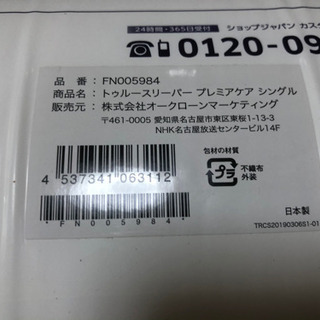 24時間・365日受付
ショップジャパン カスタ
0120-09
品 番：FN005984
商品名：トゥルースリーパー プレミアケア シングル
販売元：株式会社オークローンマーケティング
〒461-0005 愛知県名古屋市東区東桜1-13-3
NHK名古屋放送センタービル14F
4 537341 063112
*FN005984*
包材の材質
プラ
不織布
外装
日本製
TRCS20190306S1-01